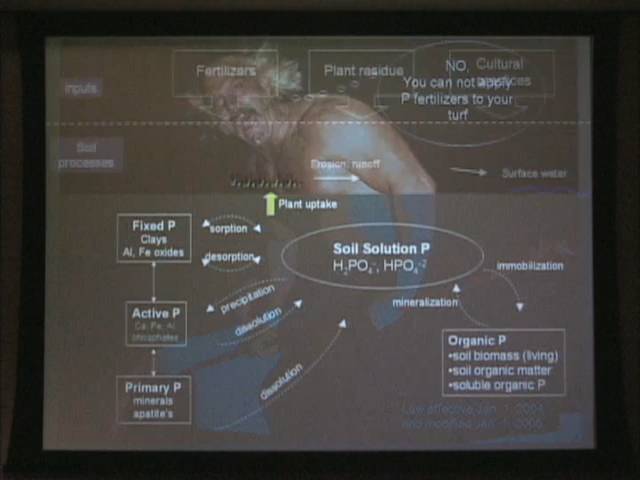 Fertilizers
Plant residue
Cultural
practices
NO,
You can not apply
P fertilizers to your
turf
inputs
Soil
processes
Erosion; runoff
Surface water
Plant uptake
Fixed P
Clays
Al, Fe oxides
sorption
desorption
Soil Solution P
H2PO4-, HPO4-2
immobilization
precipitation
dissolution
mineralization
Active P
Ca, Fe, Al
phosphates
Primary P
minerals
apatite's
dissolution
Organic P
•soil biomass (living)
•soil organic matter
•soluble organic P
Law effective Jan. 1, 2004
and modified Jan. 1, 2005